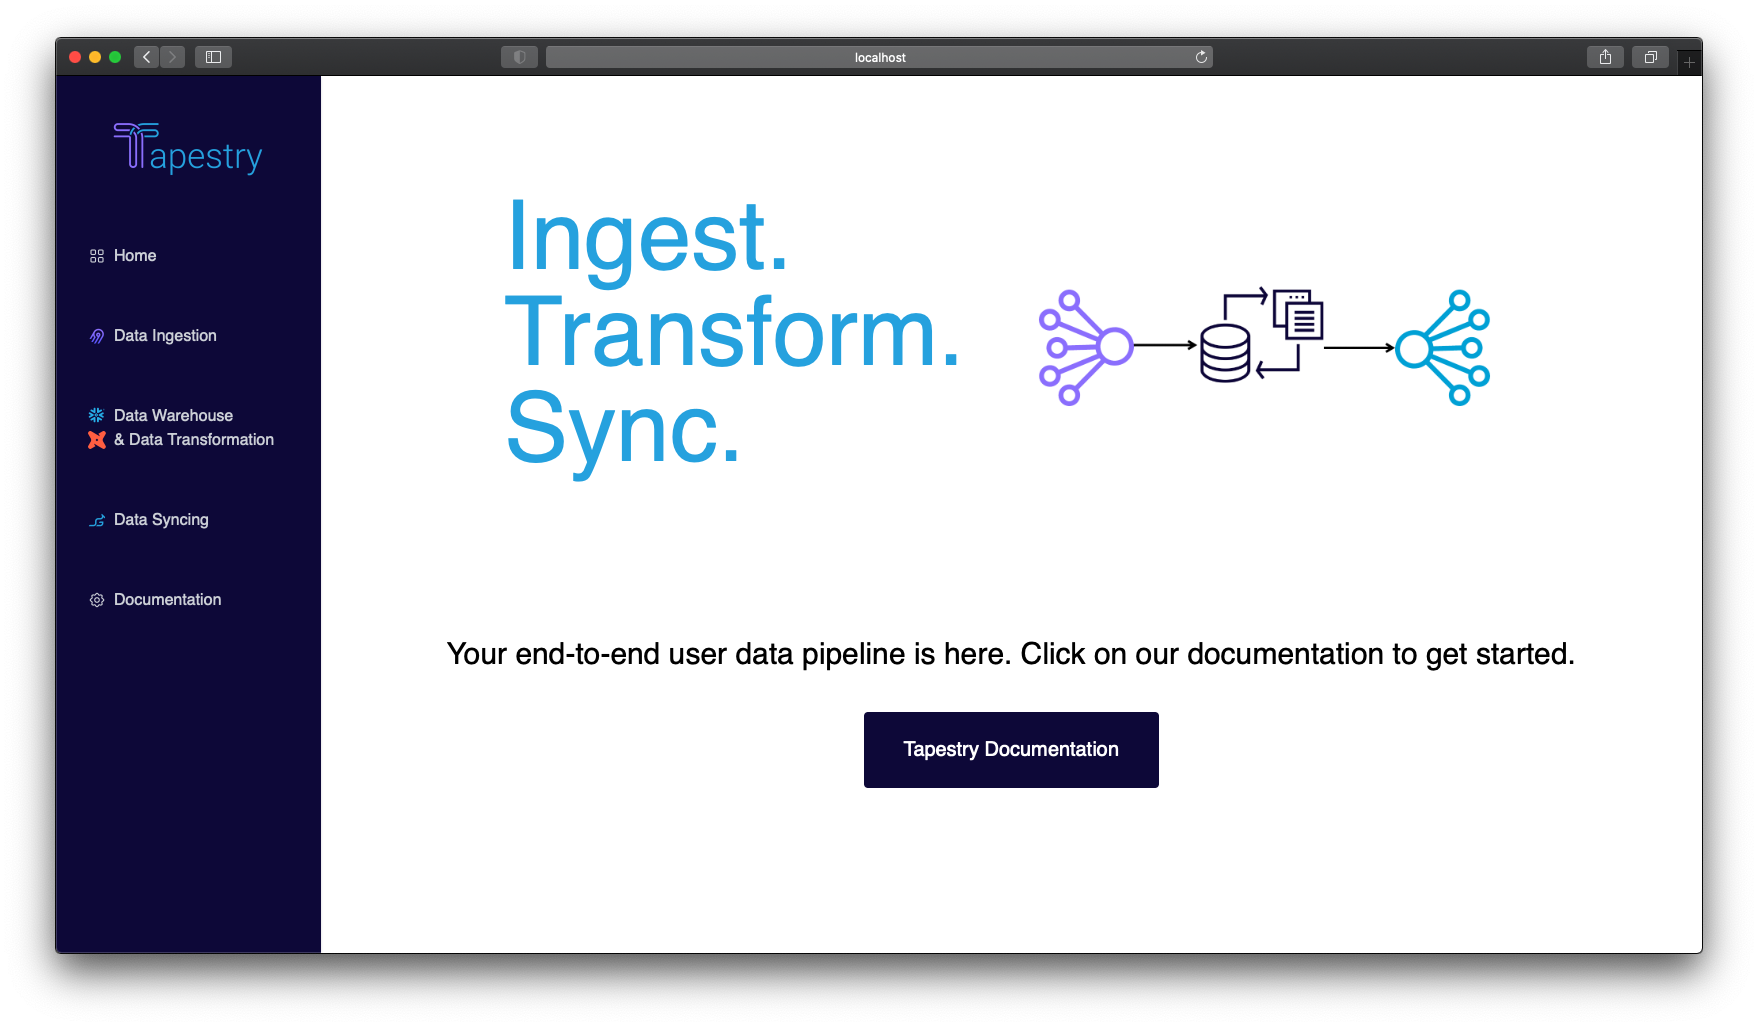 localhost
Tapestry
Home
Data Ingestion
Data Warehouse
& Data Transformation
Data Syncing
Documentation
Ingest.
Transform.
Sync.
Your end-to-end user data pipeline is here. Click on our documentation to get started.
Tapestry Documentation